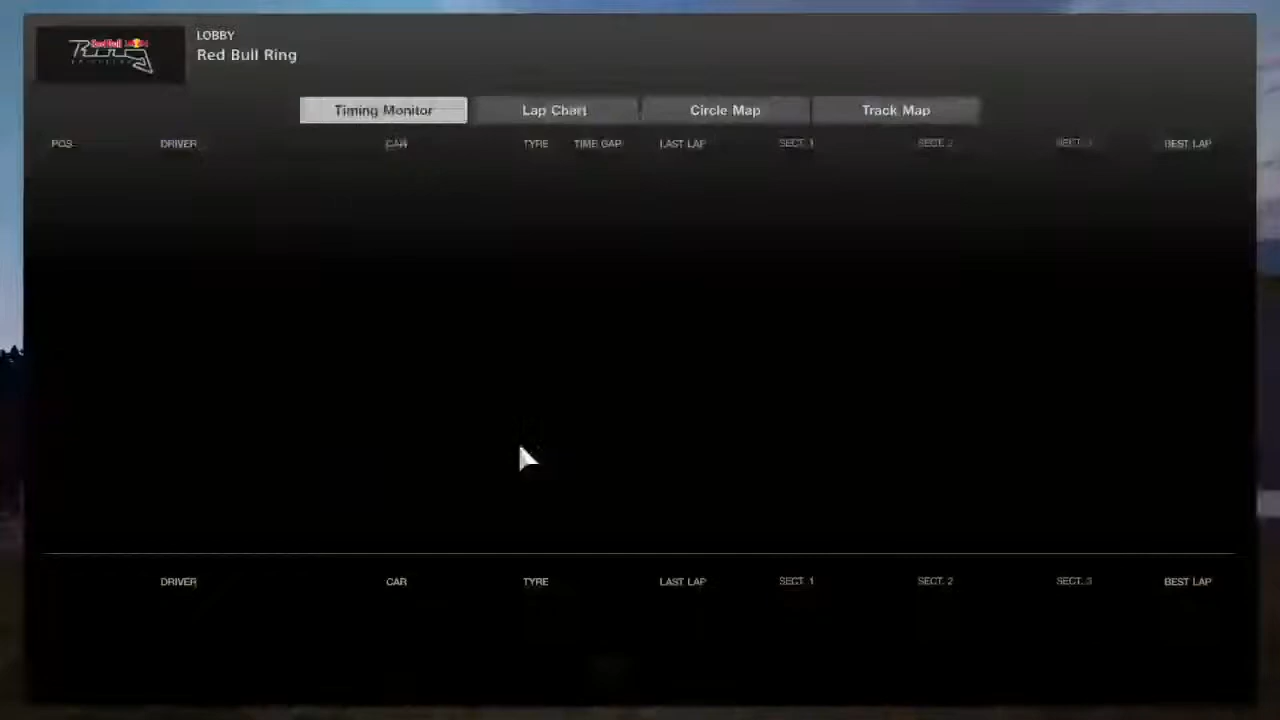 LOBBY
Red Bull Ring
Timing Monitor Lap Chart Circle Map Track Map
POS. DRIVER CAR TYRE TIME GAP LAST LAP SECT. 1 SECT. 2 SECT. 3 BEST LAP
DRIVER CAR TYRE LAST LAP SECT. 1 SECT. 2 SECT. 3 BEST LAP